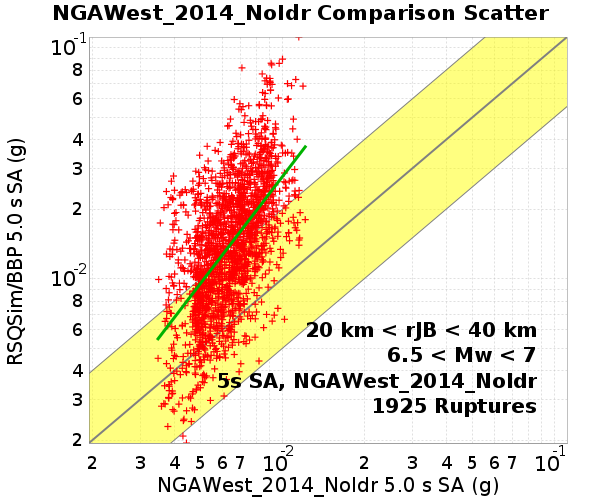 NGAWest_2014_NoIdr Comparison Scatter
10-1
8
6
4
3
2
10-2
8
6
4
3
2
RSQSim/BBP 5.0 s SA (g)
20 km < rJB < 40 km
6.5 < Mw < 7
5s SA, NGAWest_2014_NoIdr
1925 Ruptures
2 3 4 5 6 7 10-2 2 3 4 5 6 7 10-1
NGAWest_2014_NoIdr 5.0 s SA (g)